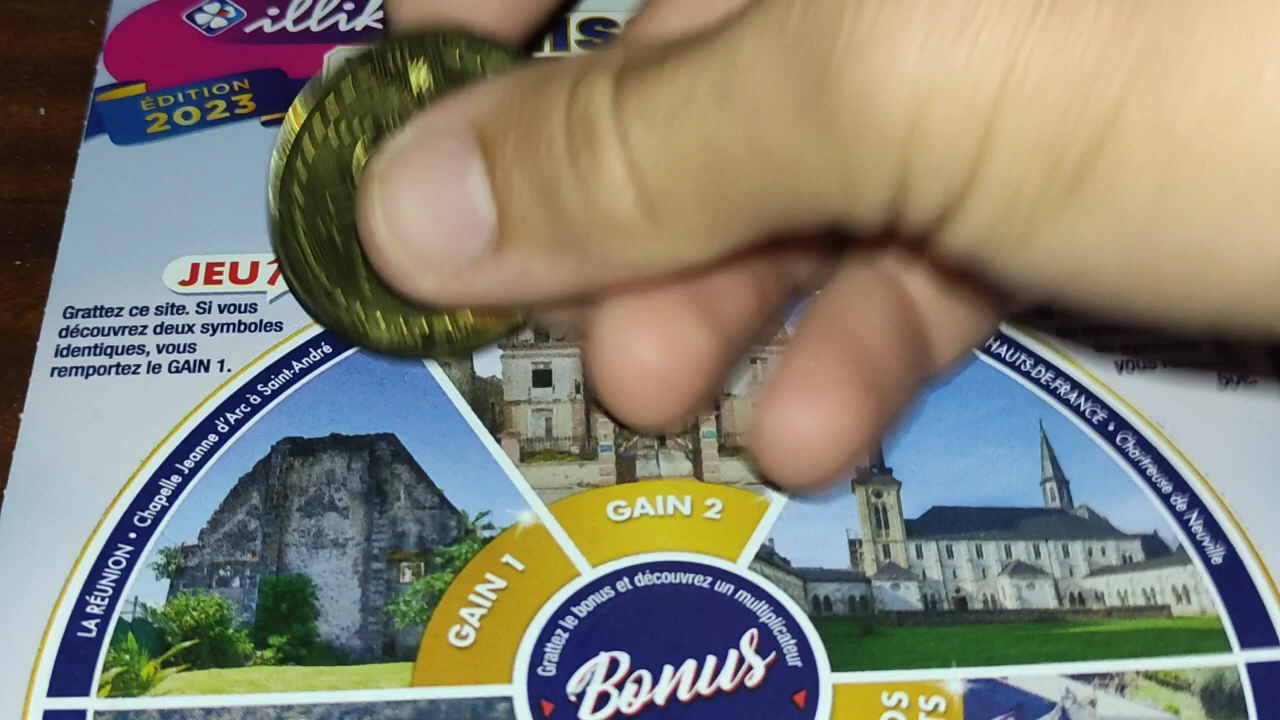 illik
ÉDITION
2023
JEU 1
Grattez ce site. Si vous
découvrez deux symboles
identiques, vous
remportez le GAIN 1.
LA RÉUNION • Chapelle Jeanne d'Arc à Saint-André
HAUTS-DE-FRANCE • Chartreuse de Neuville
GAIN 2
GAIN 1
Grattez le bonus et découvrez un multiplicateur
Bonus